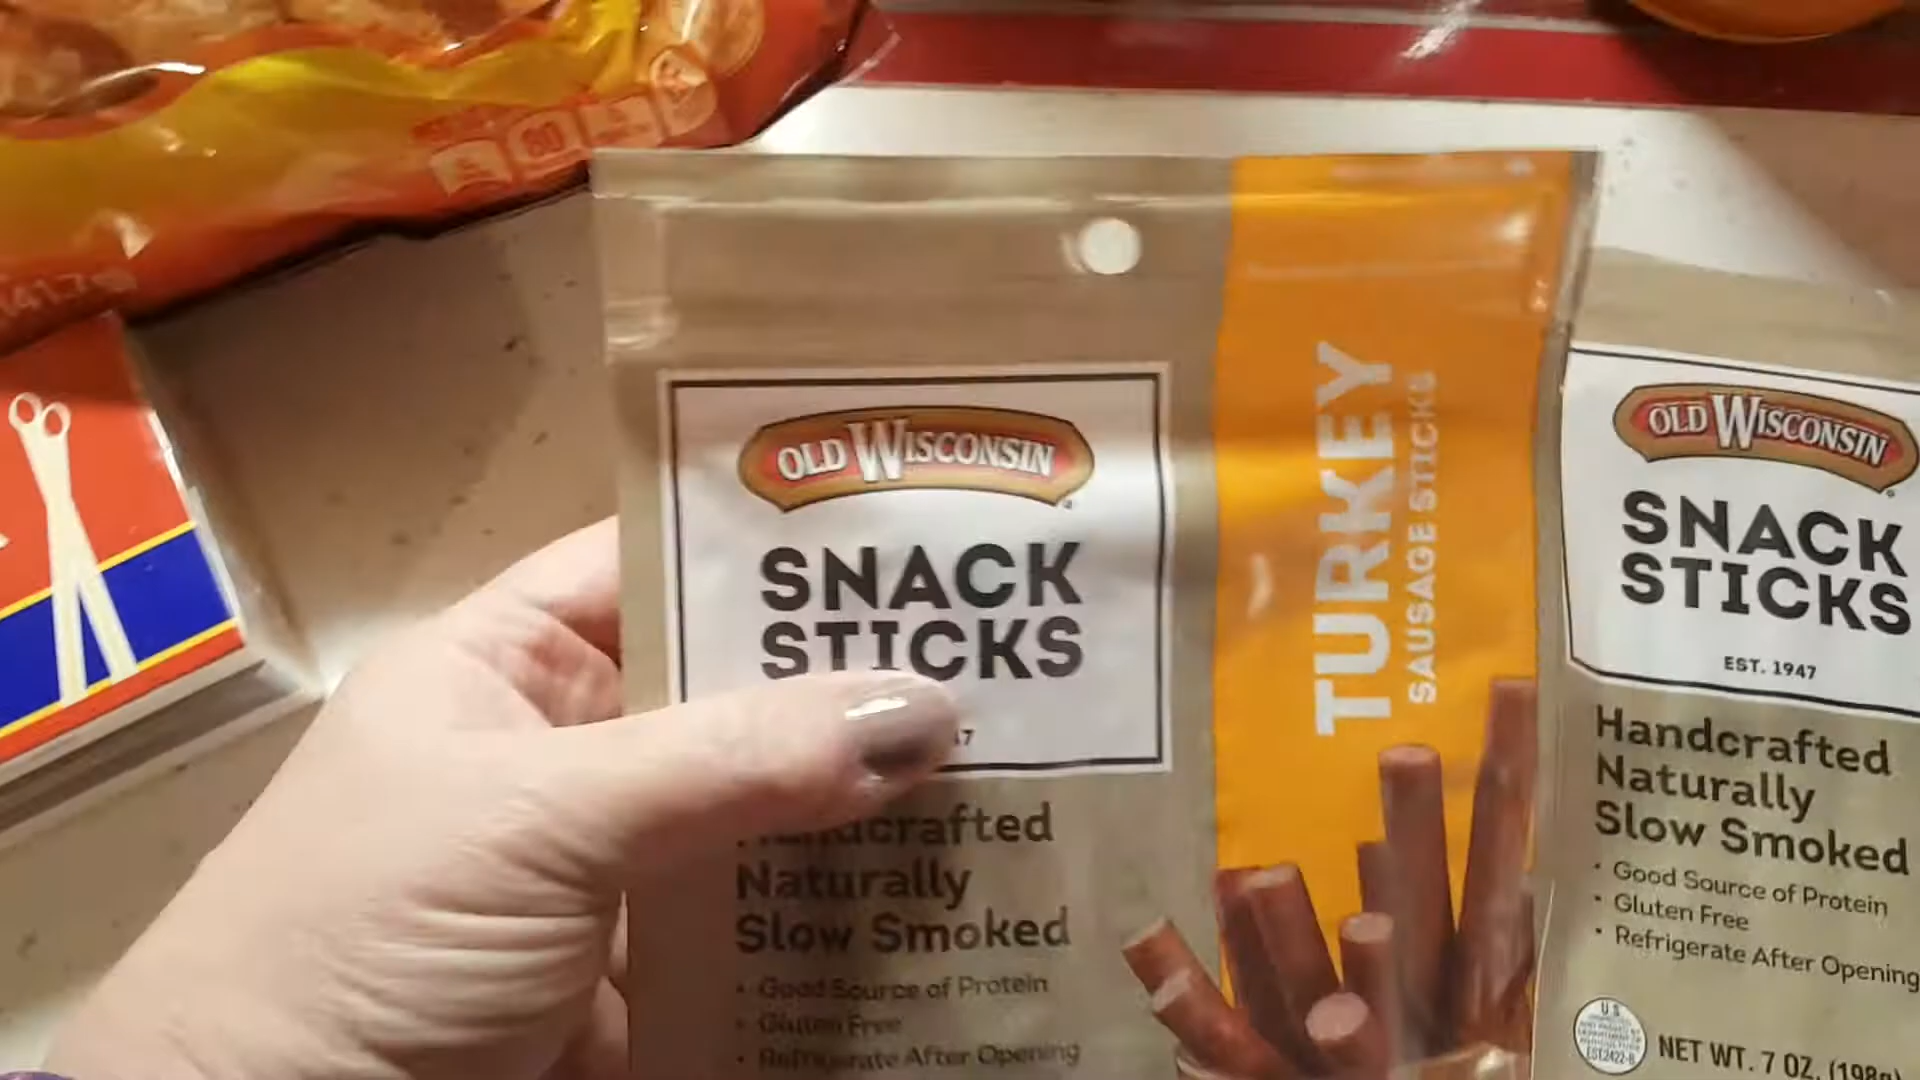 OLD WISCONSIN
SNACK
STICKS
Handcrafted
Naturally
Slow Smoked
• Good Source of Protein
• Gluten Free
• Refrigerate After Opening
TURKEY
SAUSAGE STICKS
OLD WISCONSIN
SNACK
STICKS
EST. 1947
Handcrafted
Naturally
Slow Smoked
• Good Source of Protein
• Gluten Free
• Refrigerate After Opening
NET WT. 7 OZ. (198g)